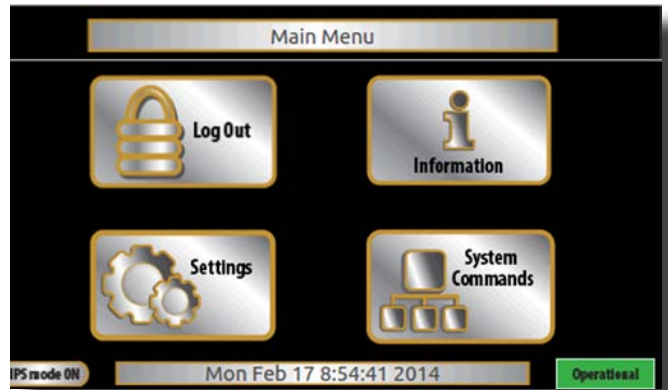 Main Menu
Log Out
Information
Settings
System
Commands
IPS mode ON
Mon Feb 17 8:54:41 2014
Operational